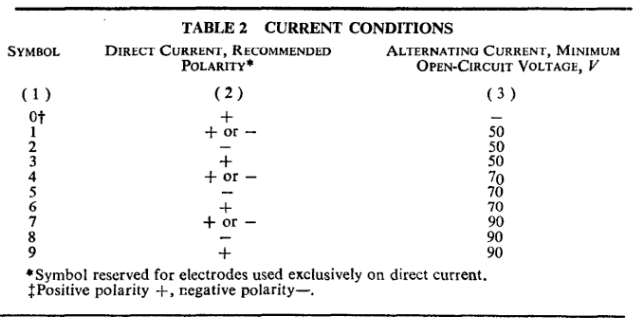 TABLE 2 CURRENT CONDITIONS
SYMBOL DIRECT CURRENT, RECOMMENDED ALTERNATING CURRENT, MINIMUM
POLARITY* OPEN-CIRCUIT VOLTAGE, V
(1) (2) (3)
0† + —
1 + or − 50
2 − 50
3 + 50
4 + or − 70
5 − 70
6 + 70
7 + or − 90
8 − 90
9 + 90
*Symbol reserved for electrodes used exclusively on direct current.
‡Positive polarity +, negative polarity—.